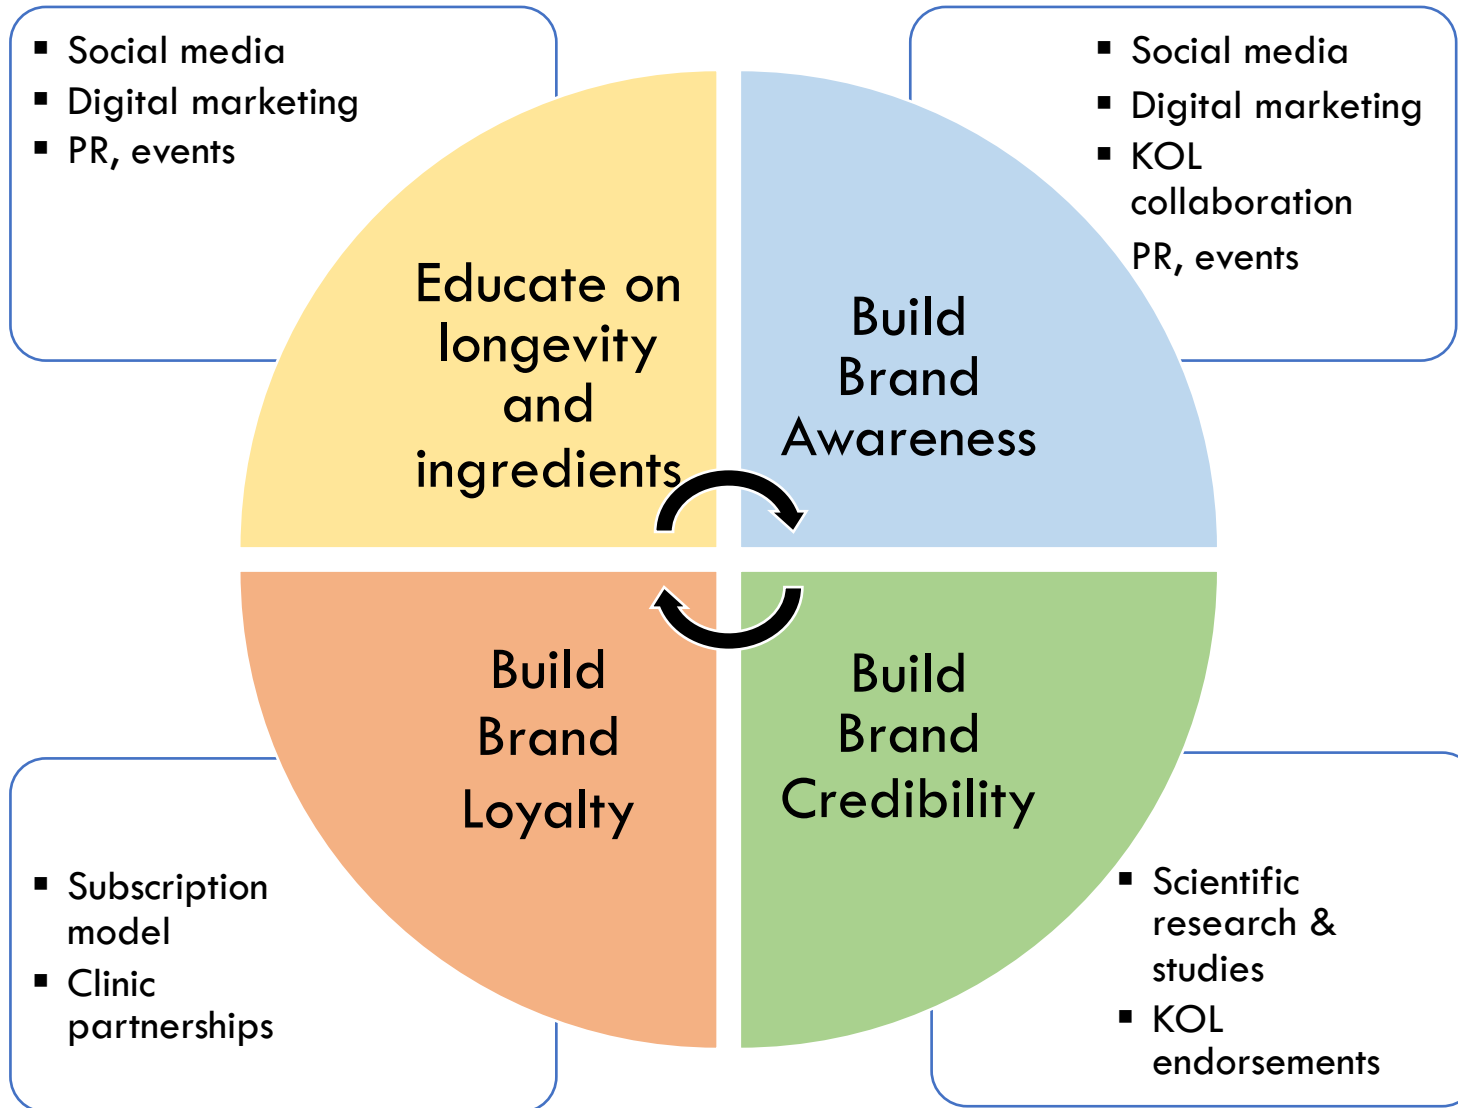 ▪ Social media
▪ Digital marketing
▪ PR, events
▪ Social media
▪ Digital marketing
▪ KOL
collaboration
PR, events
Educate on
longevity
and
ingredients
Build
Brand
Awareness
Build
Brand
Loyalty
Build
Brand
Credibility
▪ Subscription
model
▪ Clinic
partnerships
▪ Scientific
research &
studies
▪ KOL
endorsements